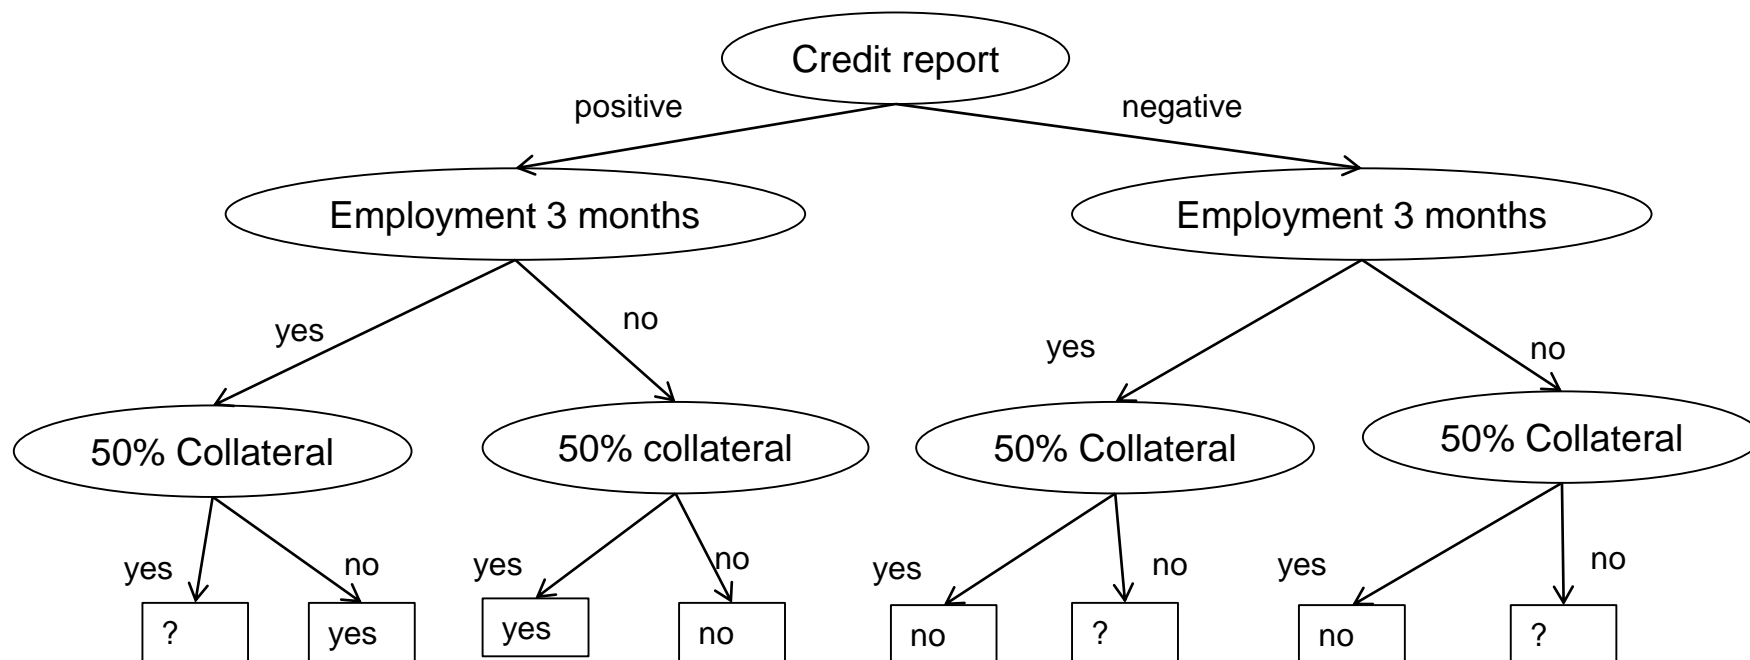 Credit report
positive
negative
Employment 3 months
Employment 3 months
yes
no
yes
no
50% Collateral
50% collateral
50% Collateral
50% Collateral
yes
no
yes
no
yes
no
yes
no
?
yes
yes
no
no
?
no
?